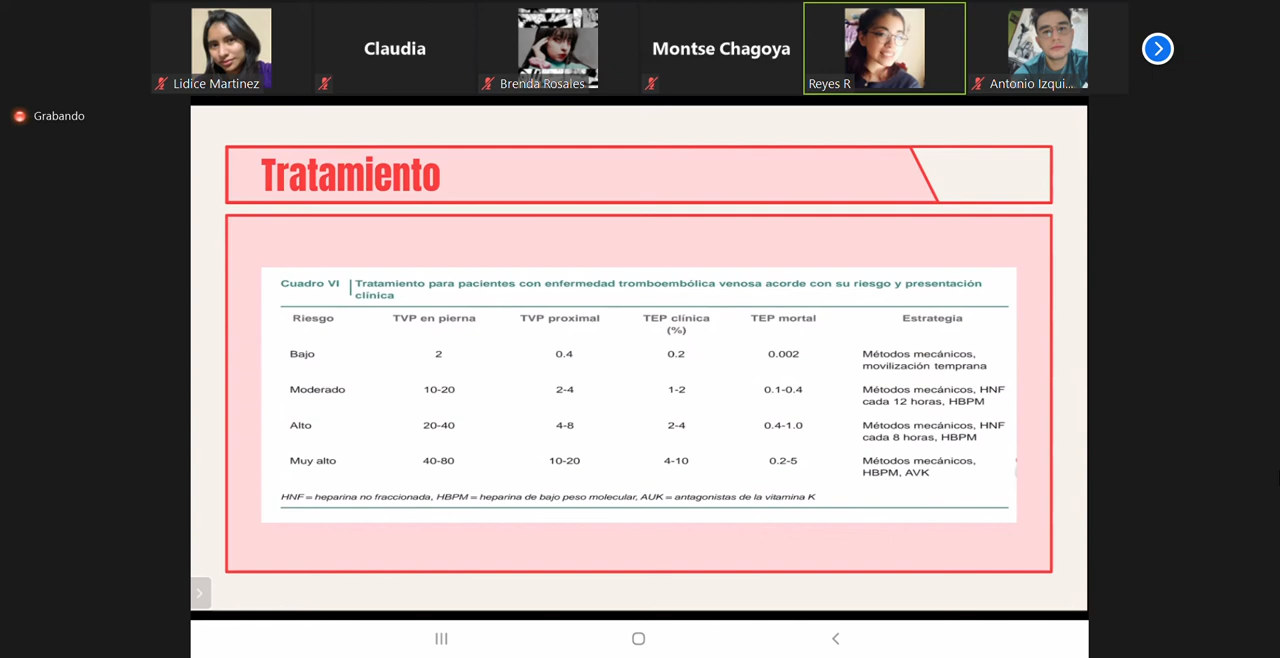 Claudia
Montse Chagoya
Lidice Martinez
Brenda Rosales
Reyes R
Antonio Izqui...
Grabando
Tratamiento
Cuadro VI Tratamiento para pacientes con enfermedad tromboembólica venosa acorde con su riesgo y presentación
clínica
Riesgo TVP en pierna TVP proximal TEP clínica TEP mortal Estrategia
(%)
Bajo 2 0.4 0.2 0.002 Métodos mecánicos,
movilización temprana
Moderado 10-20 2-4 1-2 0.1-0.4 Métodos mecánicos, HNF
cada 12 horas, HBPM
Alto 20-40 4-8 2-4 0.4-1.0 Métodos mecánicos, HNF
cada 8 horas, HBPM
Muy alto 40-80 10-20 4-10 0.2-5 Métodos mecánicos,
HBPM, AVK
HNF = heparina no fraccionada, HBPM = heparina de bajo peso molecular, AUK = antagonistas de la vitamina K